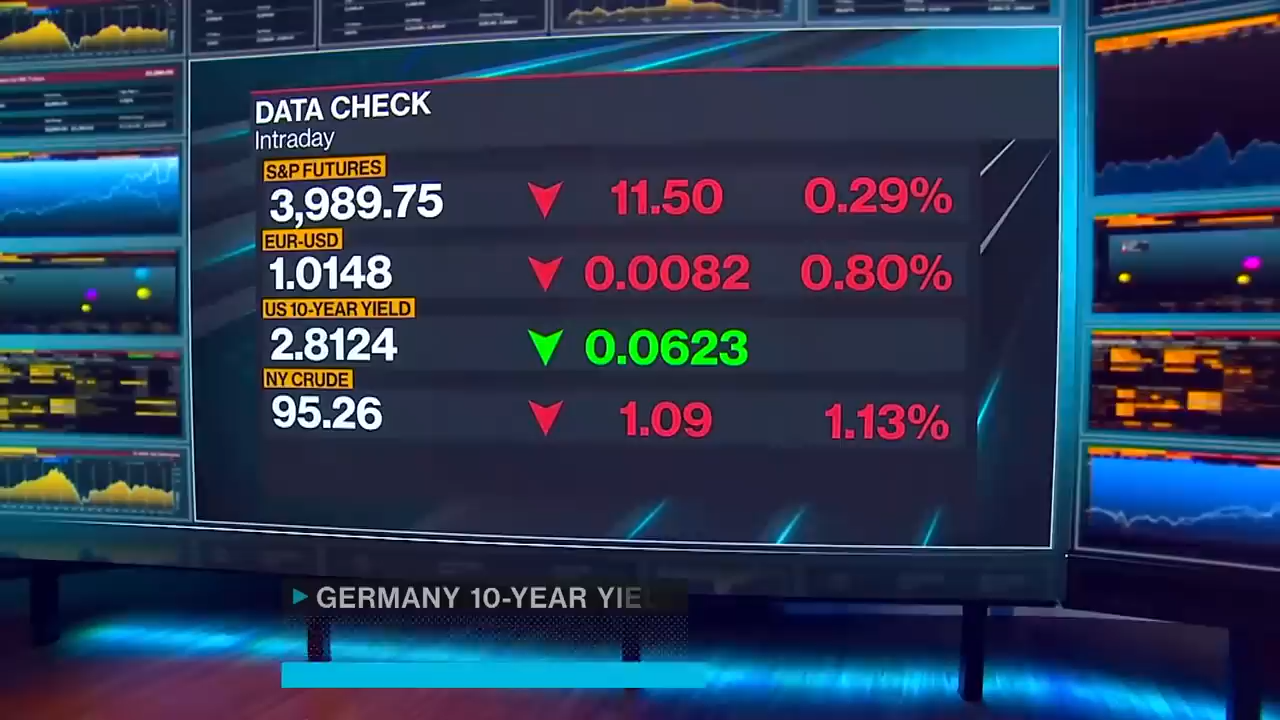 DATA CHECK
Intraday
S&P FUTURES
3,989.75 11.50 0.29%
EUR-USD
1.0148 0.0082 0.80%
US 10-YEAR YIELD
2.8124 0.0623
NY CRUDE
95.26 1.09 1.13%
GERMANY 10-YEAR YIE